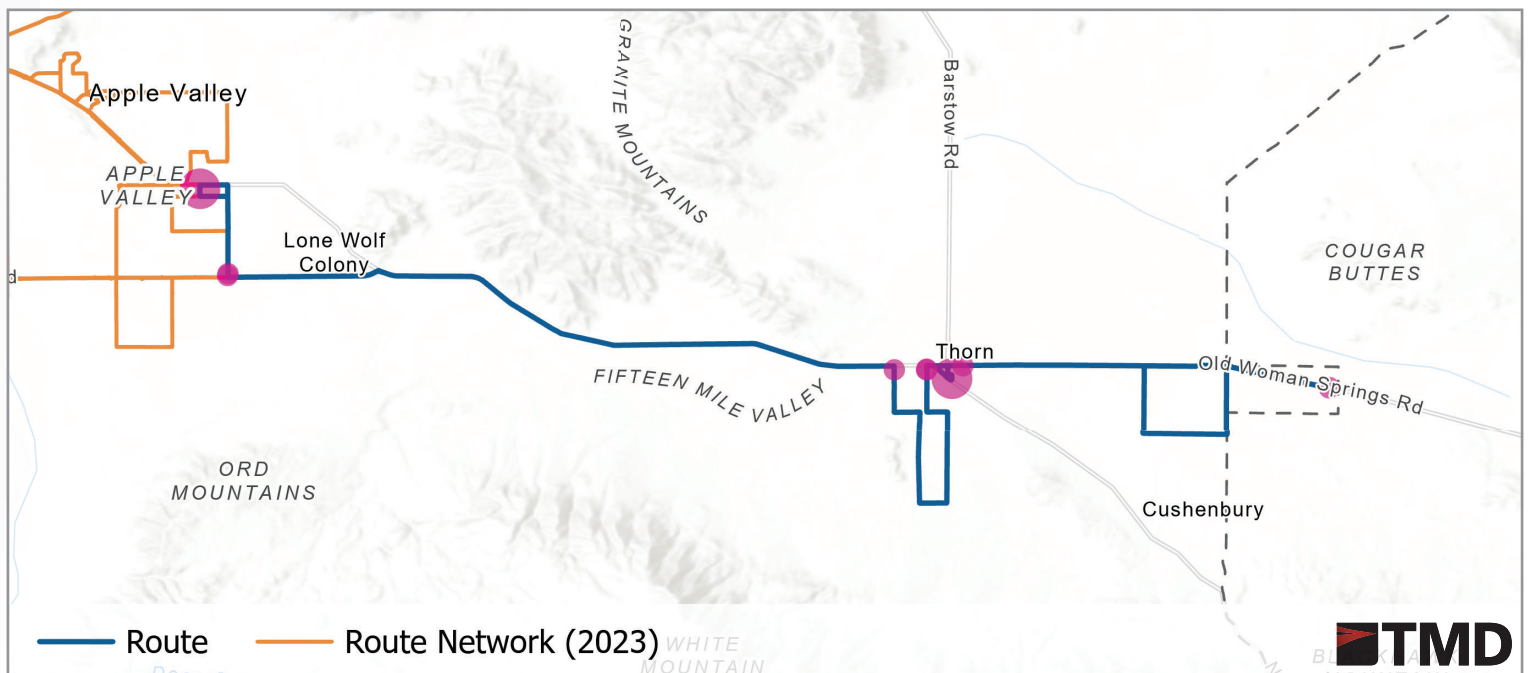 Apple Valley
APPLE
VALLEY
GRANITE MOUNTAINS
Barstow Rd
Lone Wolf
Colony
COUGAR
BUTTES
d
Thorn
Old Woman Springs Rd
FIFTEEN MILE VALLEY
ORD
MOUNTAINS
Cushenbury
Route
Route Network (2023)
WHITE
MOUNTAIN
TMD